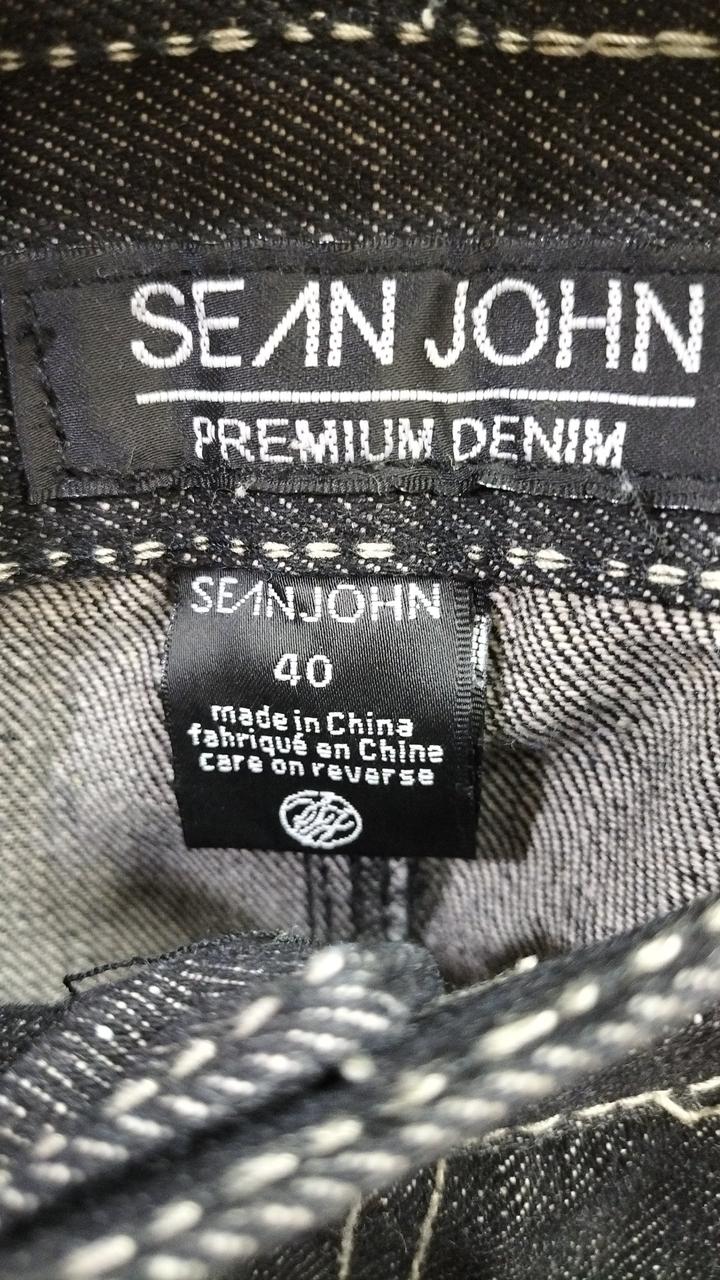 SEAN JOHN
PREMIUM DENIM
SEANJOHN
40
made in China
fabriqué en Chine
care on reverse